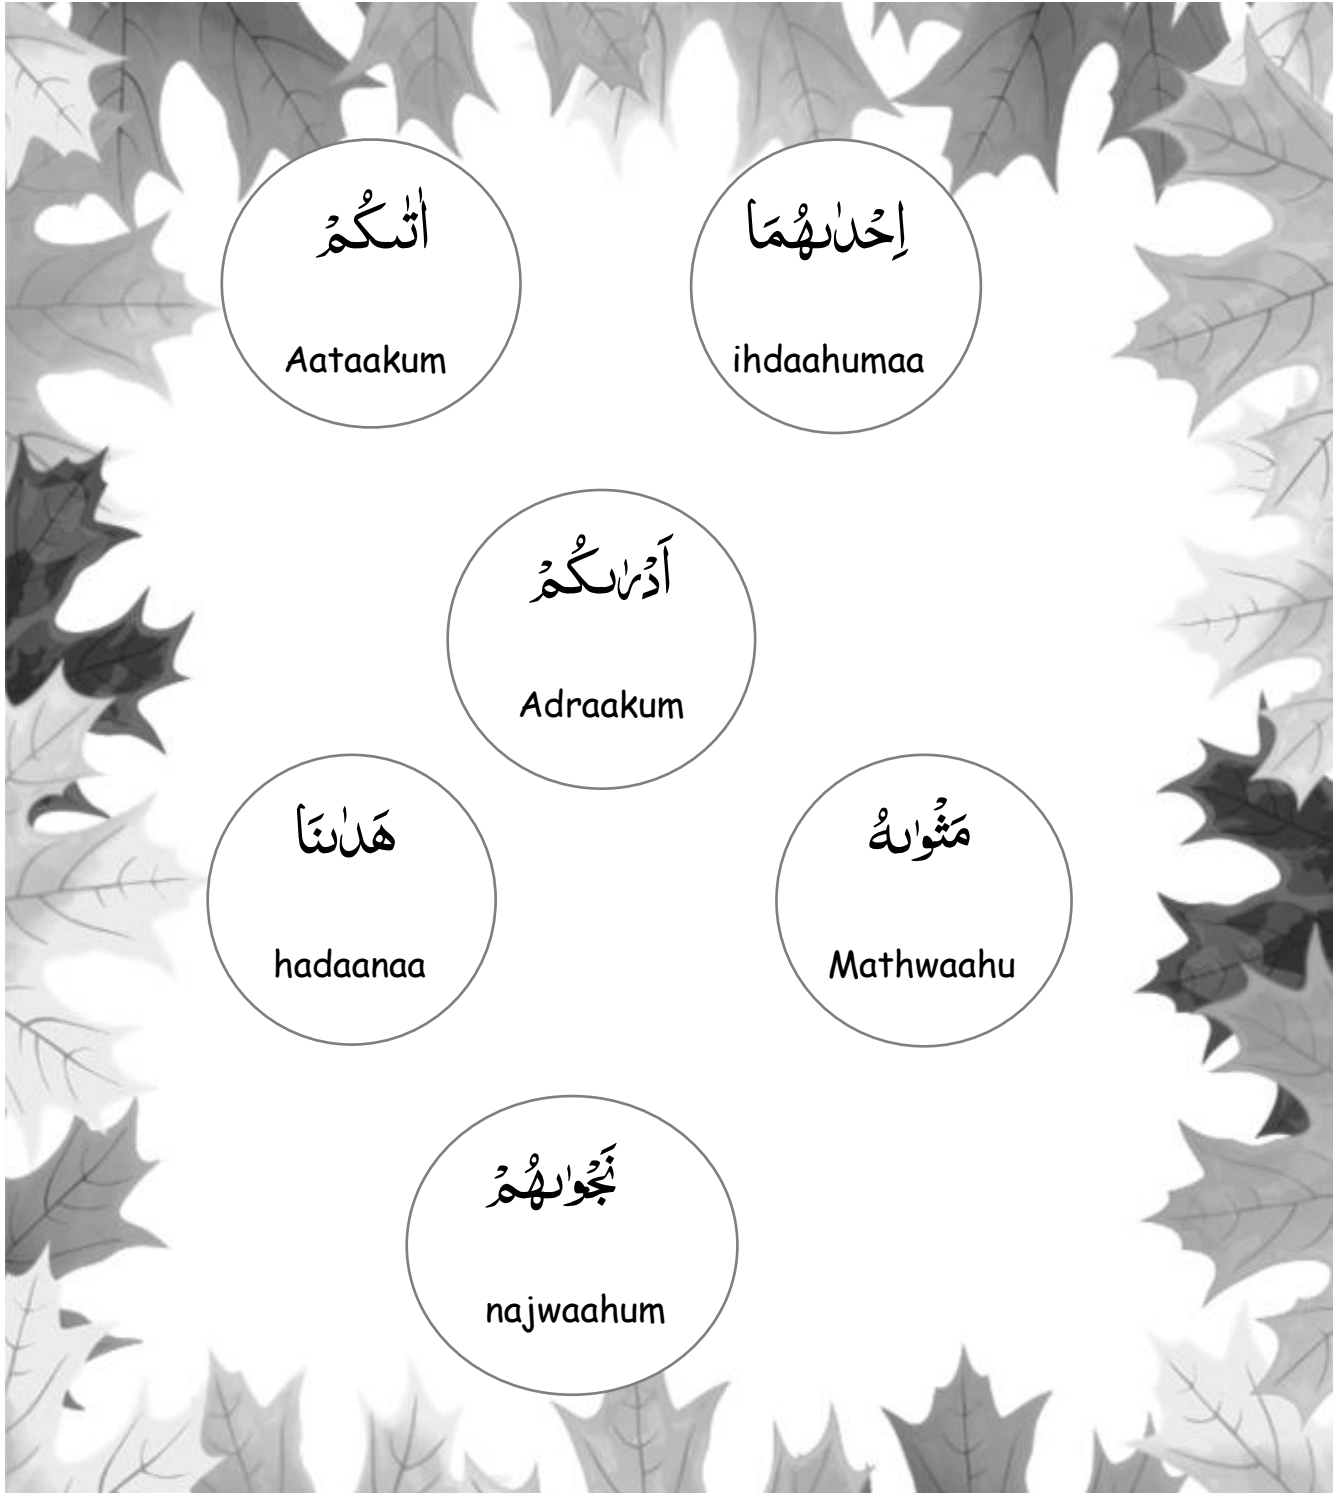 اٰتٰىكُمْ
Aataakum
اِحْدٰىهُمَا
ihdaahumaa
اَدْرٰىكُمْ
Adraakum
هَدٰىنَا
hadaanaa
مَثْوٰىهُ
Mathwaahu
نَجْوٰىهُمْ
najwaahum